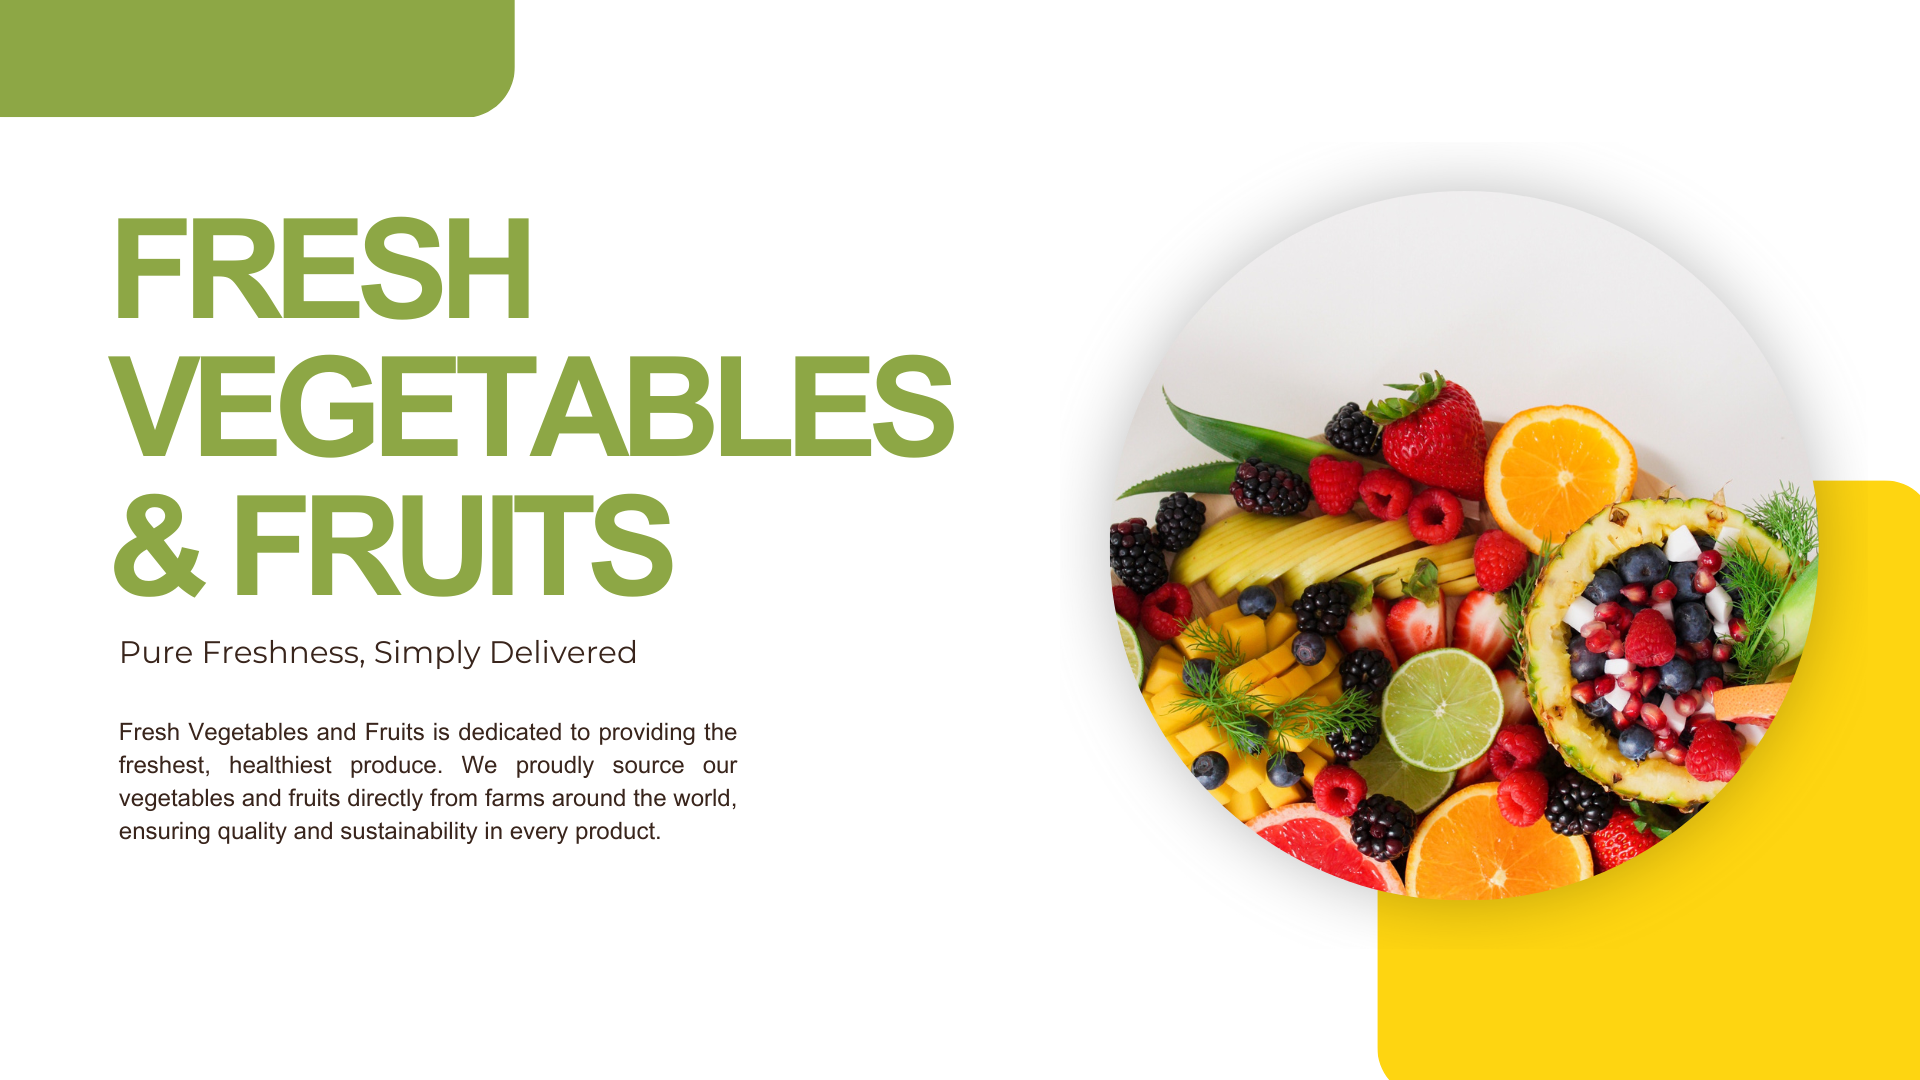 FRESH
VEGETABLES
& FRUITS
Pure Freshness, Simply Delivered
Fresh Vegetables and Fruits is dedicated to providing the
freshest, healthiest produce. We proudly source our
vegetables and fruits directly from farms around the world,
ensuring quality and sustainability in every product.